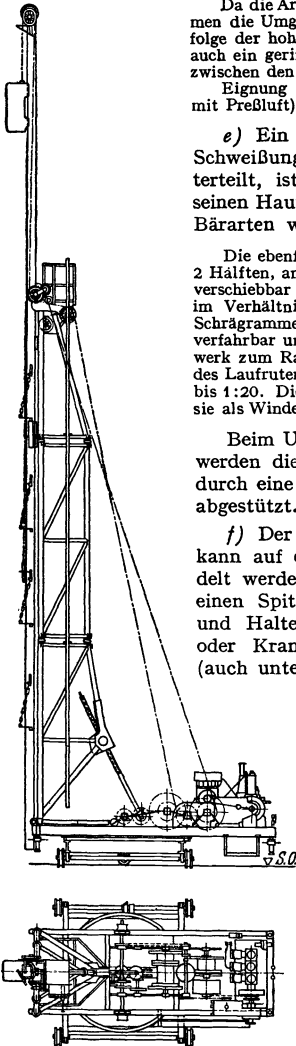 Da die Ar
men die Umg
folge der hoh
auch ein geri
zwischen den
Eignung
mit Preßluft)
e) Ein
Schweißung
terteilt, ist
seinen Hau
Bärarten w
Die ebenf
2 Hälften, an
verschiebbar
im Verhältni
Schrägramme
verfahrbar un
werk zum Ra
des Laufruten
bis 1:20. Die
sie als Winde
Beim U
werden die
durch eine
abgestützt.
f) Der
kann auf d
delt werde
einen Spit
und Halte
oder Kran
(auch unte
S.O.